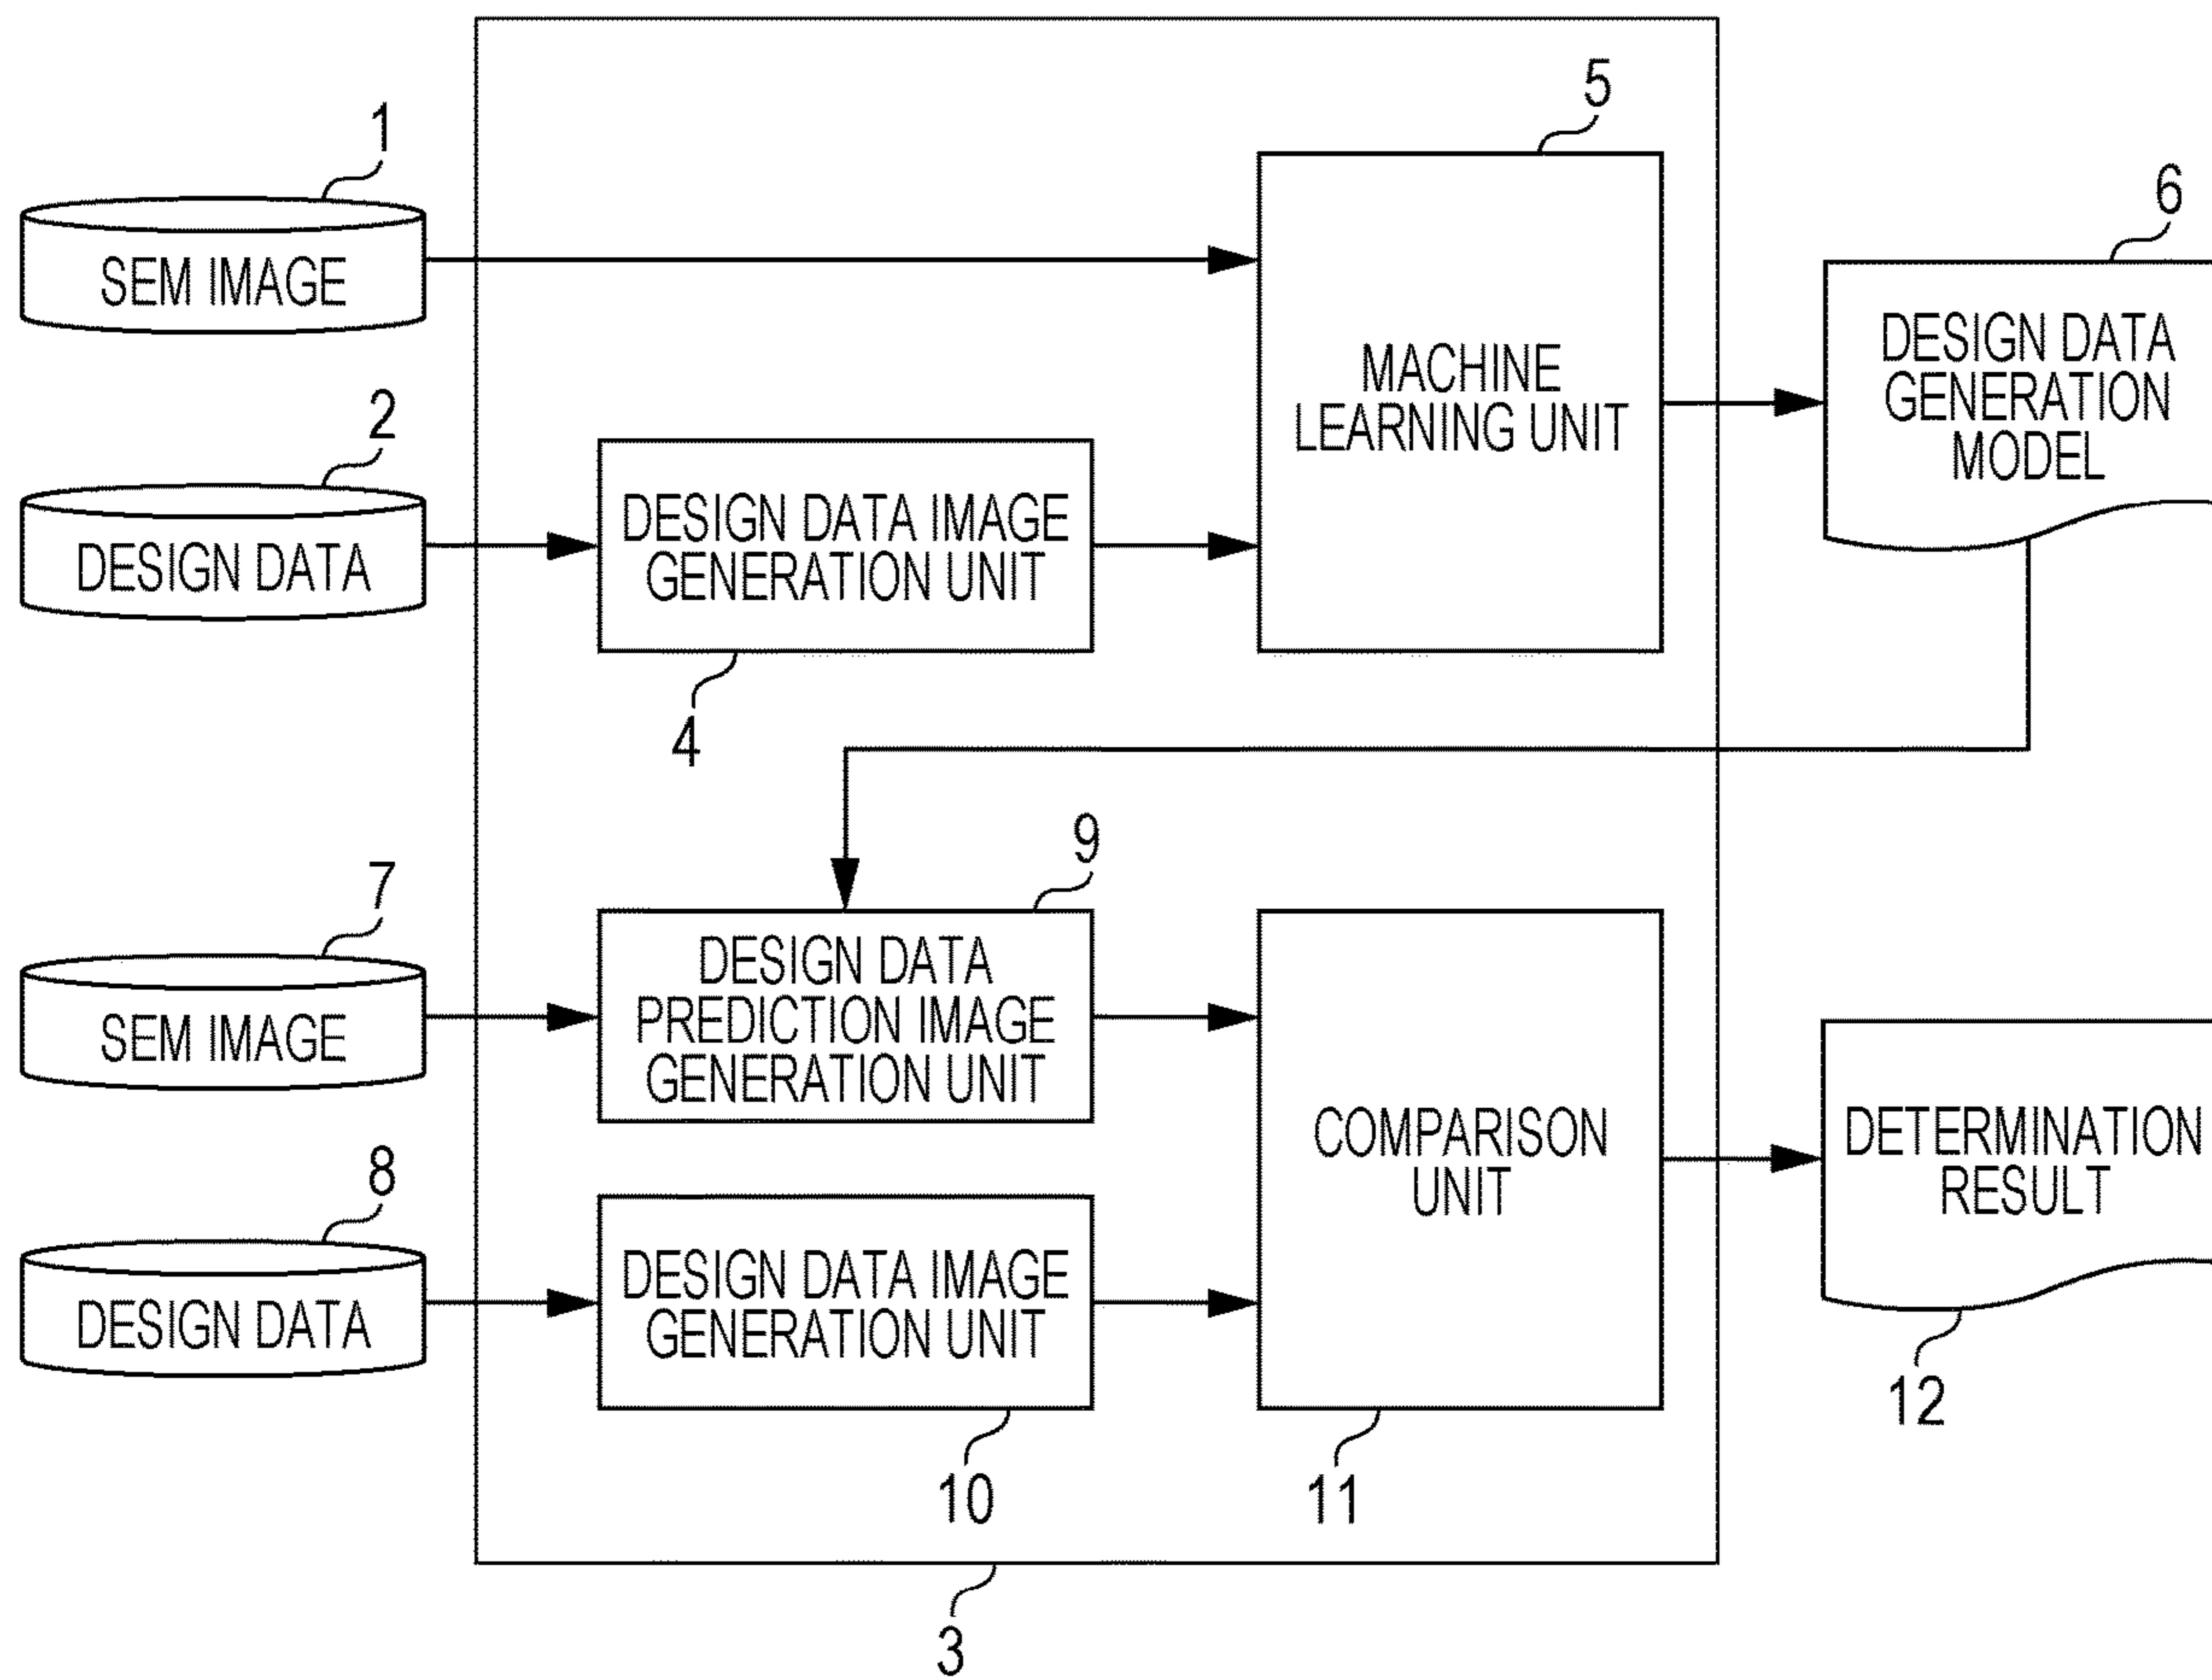 5
1
SEM IMAGE
6
MACHINE
LEARNING UNIT
DESIGN DATA
GENERATION
MODEL
2
DESIGN DATA
DESIGN DATA IMAGE
GENERATION UNIT
4
9
7
SEM IMAGE
DESIGN DATA
PREDICTION IMAGE
GENERATION UNIT
COMPARISON
UNIT
DETERMINATION
RESULT
8
DESIGN DATA
DESIGN DATA IMAGE
GENERATION UNIT
10
11
12
3